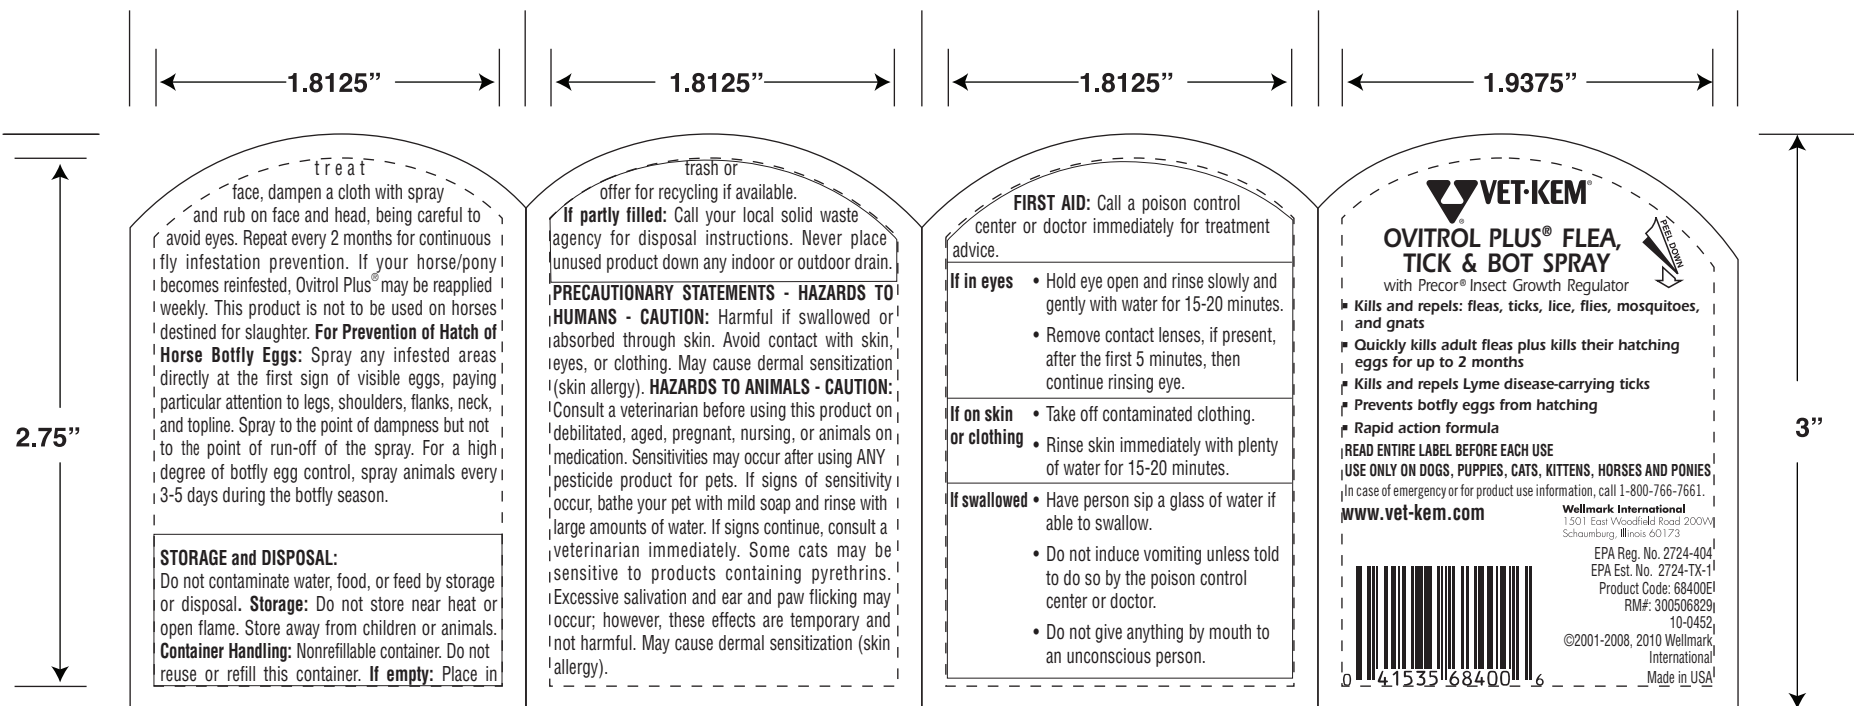 1.8125”
1.8125”
1.8125”
1.9375”
2.75”
3”
treat
face, dampen a cloth with spray
and rub on face and head, being careful to
avoid eyes. Repeat every 2 months for continuous
fly infestation prevention. If your horse/pony
becomes reinfested, Ovitrol Plus® may be reapplied
weekly. This product is not to be used on horses
destined for slaughter. For Prevention of Hatch of
Horse Botfly Eggs: Spray any infested areas
directly at the first sign of visible eggs, paying
particular attention to legs, shoulders, flanks, neck,
and topline. Spray to the point of dampness but not
to the point of run-off of the spray. For a high
degree of botfly egg control, spray animals every
3-5 days during the botfly season.
STORAGE and DISPOSAL:
Do not contaminate water, food, or feed by storage
or disposal. Storage: Do not store near heat or
open flame. Store away from children or animals.
Container Handling: Nonrefillable container. Do not
reuse or refill this container. If empty: Place in
trash or
offer for recycling if available.
If partly filled: Call your local solid waste
agency for disposal instructions. Never place
unused product down any indoor or outdoor drain.
PRECAUTIONARY STATEMENTS - HAZARDS TO
HUMANS - CAUTION: Harmful if swallowed or
absorbed through skin. Avoid contact with skin,
eyes, or clothing. May cause dermal sensitization
(skin allergy). HAZARDS TO ANIMALS - CAUTION:
Consult a veterinarian before using this product on
debilitated, aged, pregnant, nursing, or animals on
medication. Sensitivities may occur after using ANY
pesticide product for pets. If signs of sensitivity
occur, bathe your pet with mild soap and rinse with
large amounts of water. If signs continue, consult a
veterinarian immediately. Some cats may be
sensitive to products containing pyrethrins.
Excessive salivation and ear and paw flicking may
occur; however, these effects are temporary and
not harmful. May cause dermal sensitization (skin
allergy).
FIRST AID: Call a poison control
center or doctor immediately for treatment
advice.
If in eyes • Hold eye open and rinse slowly and
gently with water for 15-20 minutes.
• Remove contact lenses, if present,
after the first 5 minutes, then
continue rinsing eye.
If on skin • Take off contaminated clothing.
or clothing • Rinse skin immediately with plenty
of water for 15-20 minutes.
If swallowed • Have person sip a glass of water if
able to swallow.
• Do not induce vomiting unless told
to do so by the poison control
center or doctor.
• Do not give anything by mouth to
an unconscious person.
VET·KEM®
®
OVITROL PLUS® FLEA,
TICK & BOT SPRAY
with Precor® Insect Growth Regulator
PEEL DOWN
▪ Kills and repels: fleas, ticks, lice, flies, mosquitoes,
and gnats
▪ Quickly kills adult fleas plus kills their hatching
eggs for up to 2 months
▪ Kills and repels Lyme disease-carrying ticks
▪ Prevents botfly eggs from hatching
▪ Rapid action formula
READ ENTIRE LABEL BEFORE EACH USE
USE ONLY ON DOGS, PUPPIES, CATS, KITTENS, HORSES AND PONIES
In case of emergency or for product use information, call 1-800-766-7661.
www.vet-kem.com
Wellmark International
1501 East Woodfield Road 200W
Schaumburg, Illinois 60173
EPA Reg. No. 2724-404
EPA Est. No. 2724-TX-1
Product Code: 68400E
RM#: 300506829
10-0452
©2001-2008, 2010 Wellmark
International
Made in USA
0 41535 68400 6